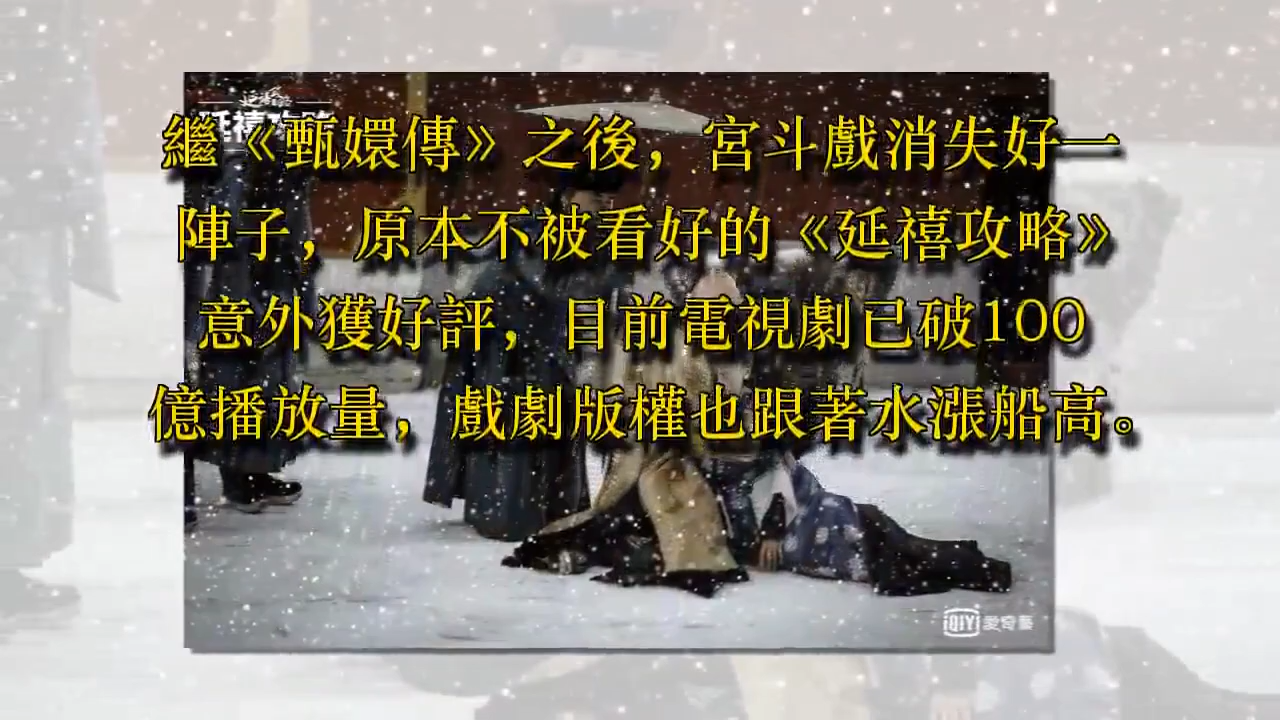 繼《甄嬛傳》之後，宮斗戲消失好一
陣子，原本不被看好的《延禧攻略》
意外獲好評，目前電視劇已破100
億播放量，戲劇版權也跟著水漲船高。
iQIYI 愛奇藝